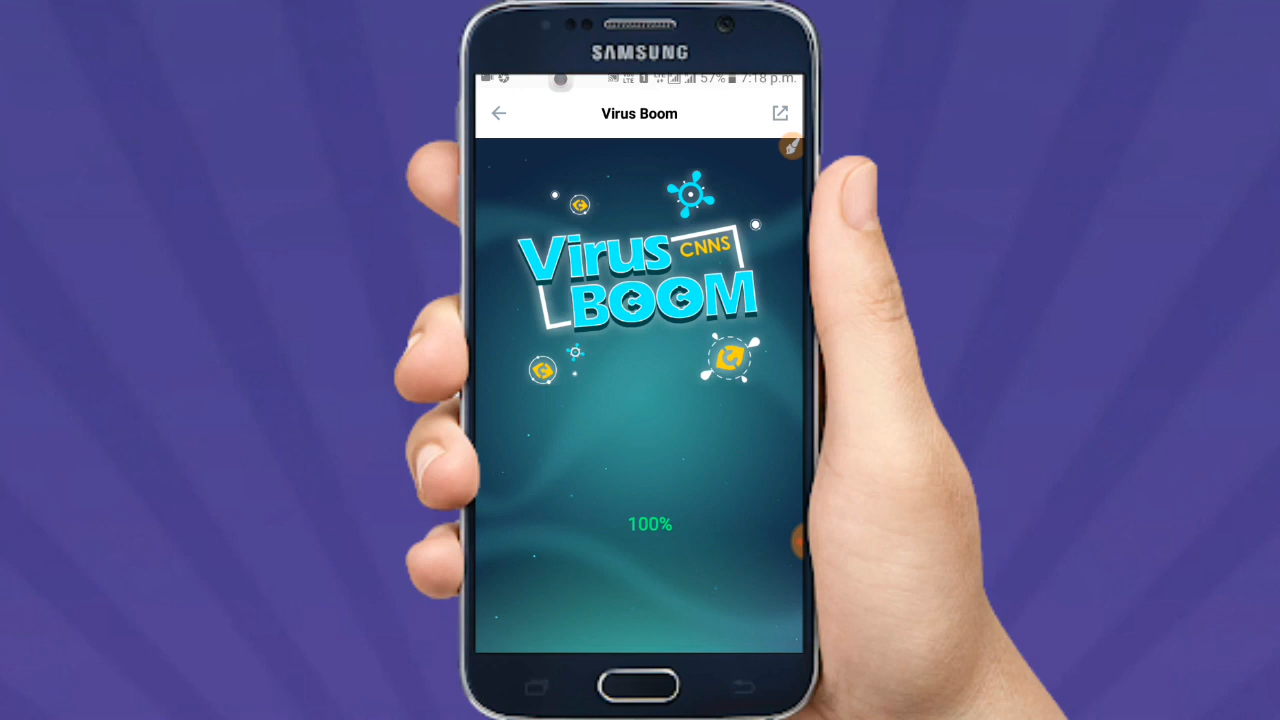 SAMSUNG
57% 7:18 p.m.
Virus Boom
Virus CNNS
BOOM
100%